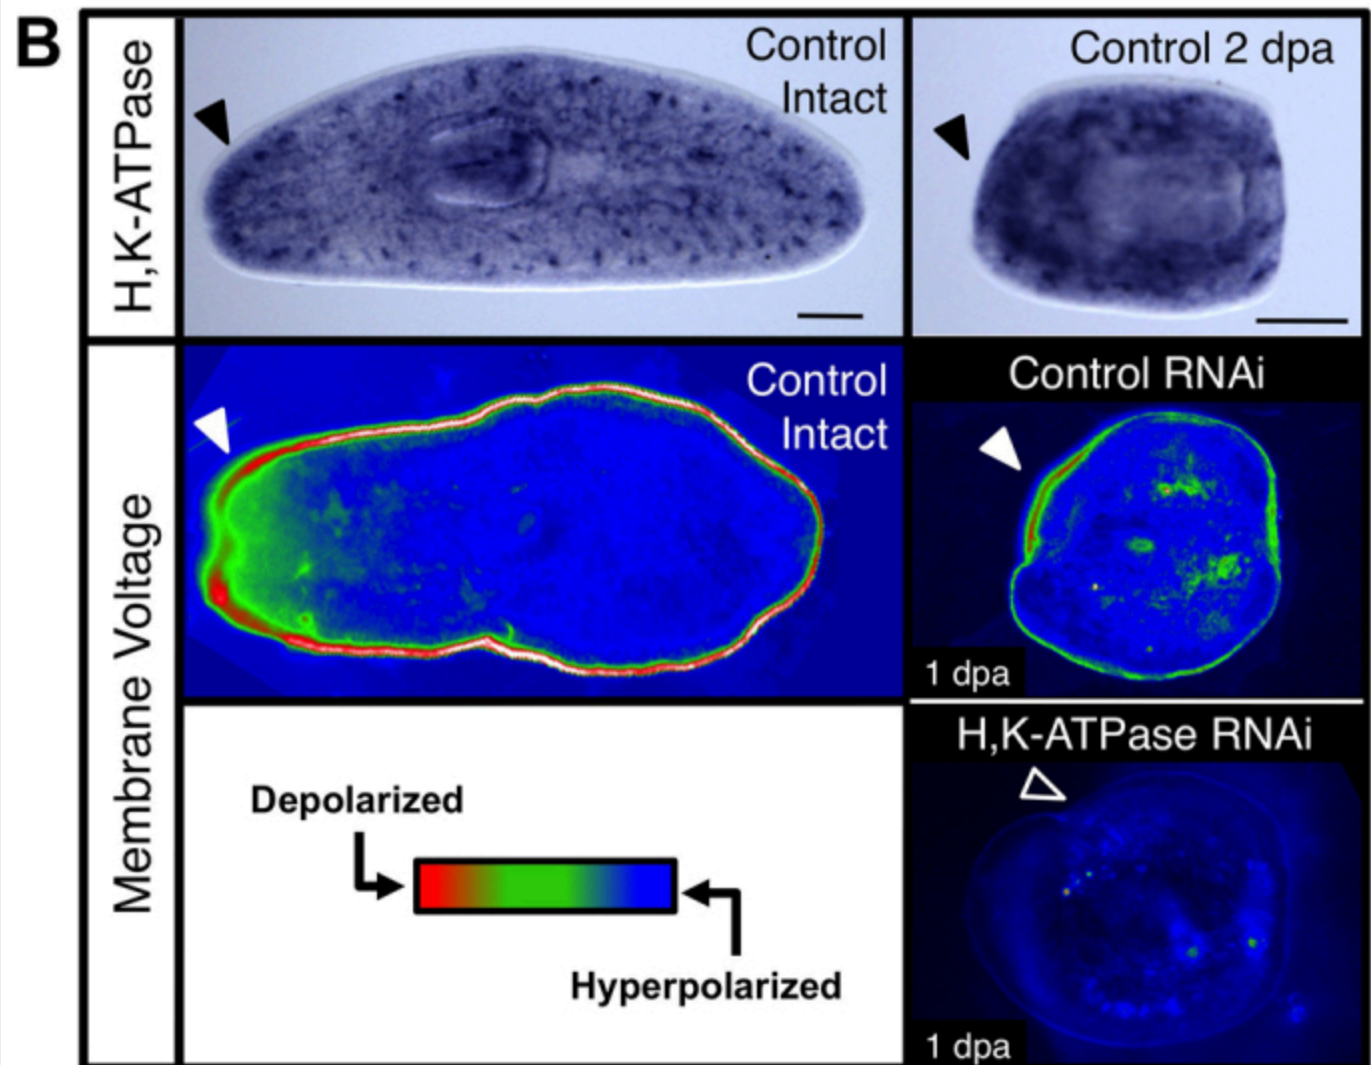 B
H,K-ATPase
Control
Intact
Control 2 dpa
Membrane Voltage
Control
Intact
Control RNAi
1 dpa
Depolarized
Hyperpolarized
H,K-ATPase RNAi
1 dpa